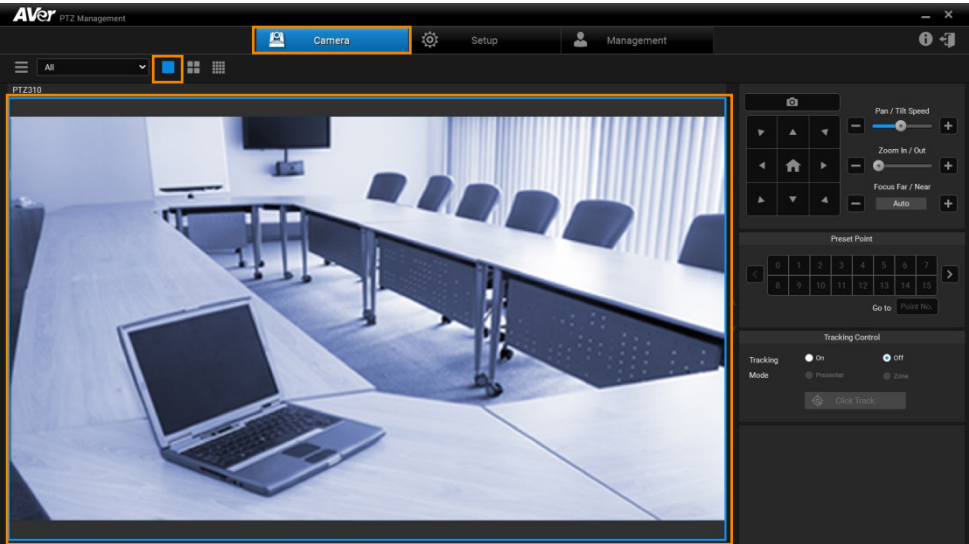 AVer PTZ Management
Camera
Setup
Management
All
PTZ310
Pan / Tilt Speed
Zoom In / Out
Focus Far / Near
Auto
Preset Point
0 1 2 3 4 5 6 7
8 9 10 11 12 13 14 15
Go to Point No.
Tracking Control
Tracking On Off
Mode Presenter Zone
Click Track